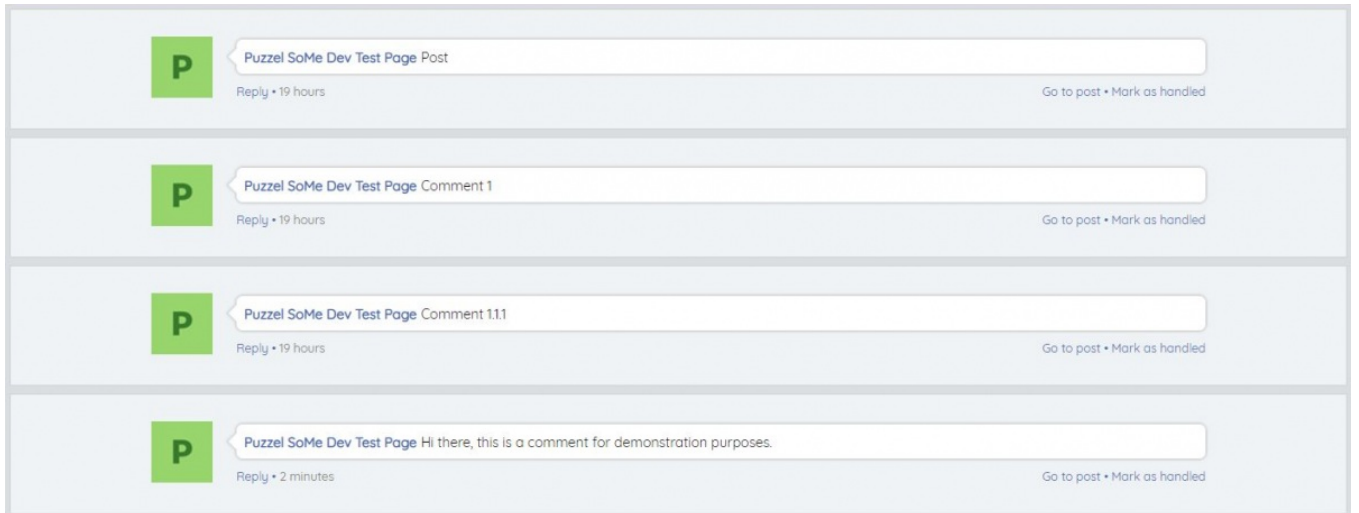 P
Puzzel SoMe Dev Test Page Post
Reply • 19 hours Go to post • Mark as handled
P
Puzzel SoMe Dev Test Page Comment 1
Reply • 19 hours Go to post • Mark as handled
P
Puzzel SoMe Dev Test Page Comment 1.1.1
Reply • 19 hours Go to post • Mark as handled
P
Puzzel SoMe Dev Test Page Hi there, this is a comment for demonstration purposes.
Reply • 2 minutes Go to post • Mark as handled